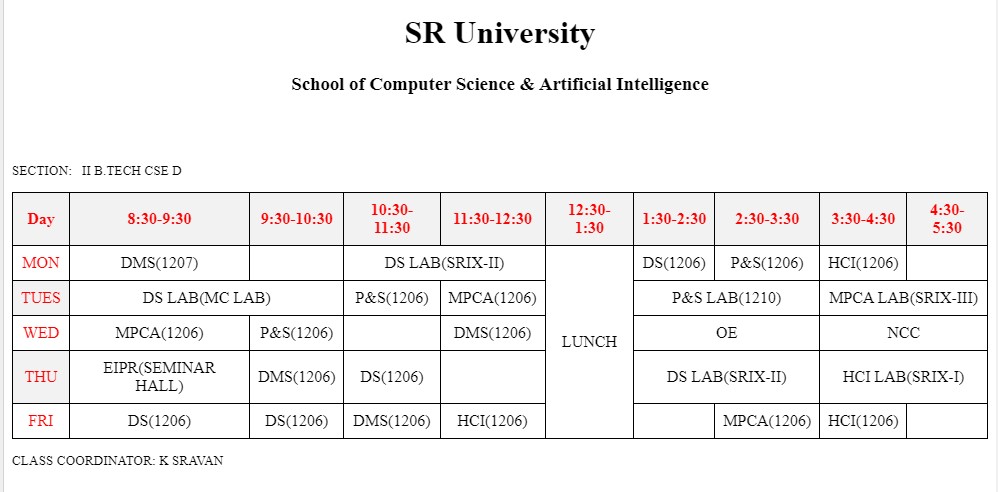 SR University
School of Computer Science & Artificial Intelligence
SECTION: II B.TECH CSE D
Day 8:30-9:30 9:30-10:30 10:30-11:30 11:30-12:30 12:30-1:30 1:30-2:30 2:30-3:30 3:30-4:30 4:30-5:30
MON DMS(1207) DS LAB(SRIX-II) LUNCH DS(1206) P&S(1206) HCI(1206)
TUES DS LAB(MC LAB) P&S(1206) MPCA(1206) P&S LAB(1210) MPCA LAB(SRIX-III)
WED MPCA(1206) P&S(1206) DMS(1206) OE NCC
THU EIPR(SEMINAR HALL) DMS(1206) DS(1206) DS LAB(SRIX-II) HCI LAB(SRIX-I)
FRI DS(1206) DS(1206) DMS(1206) HCI(1206) MPCA(1206) HCI(1206)
CLASS COORDINATOR: K SRAVAN